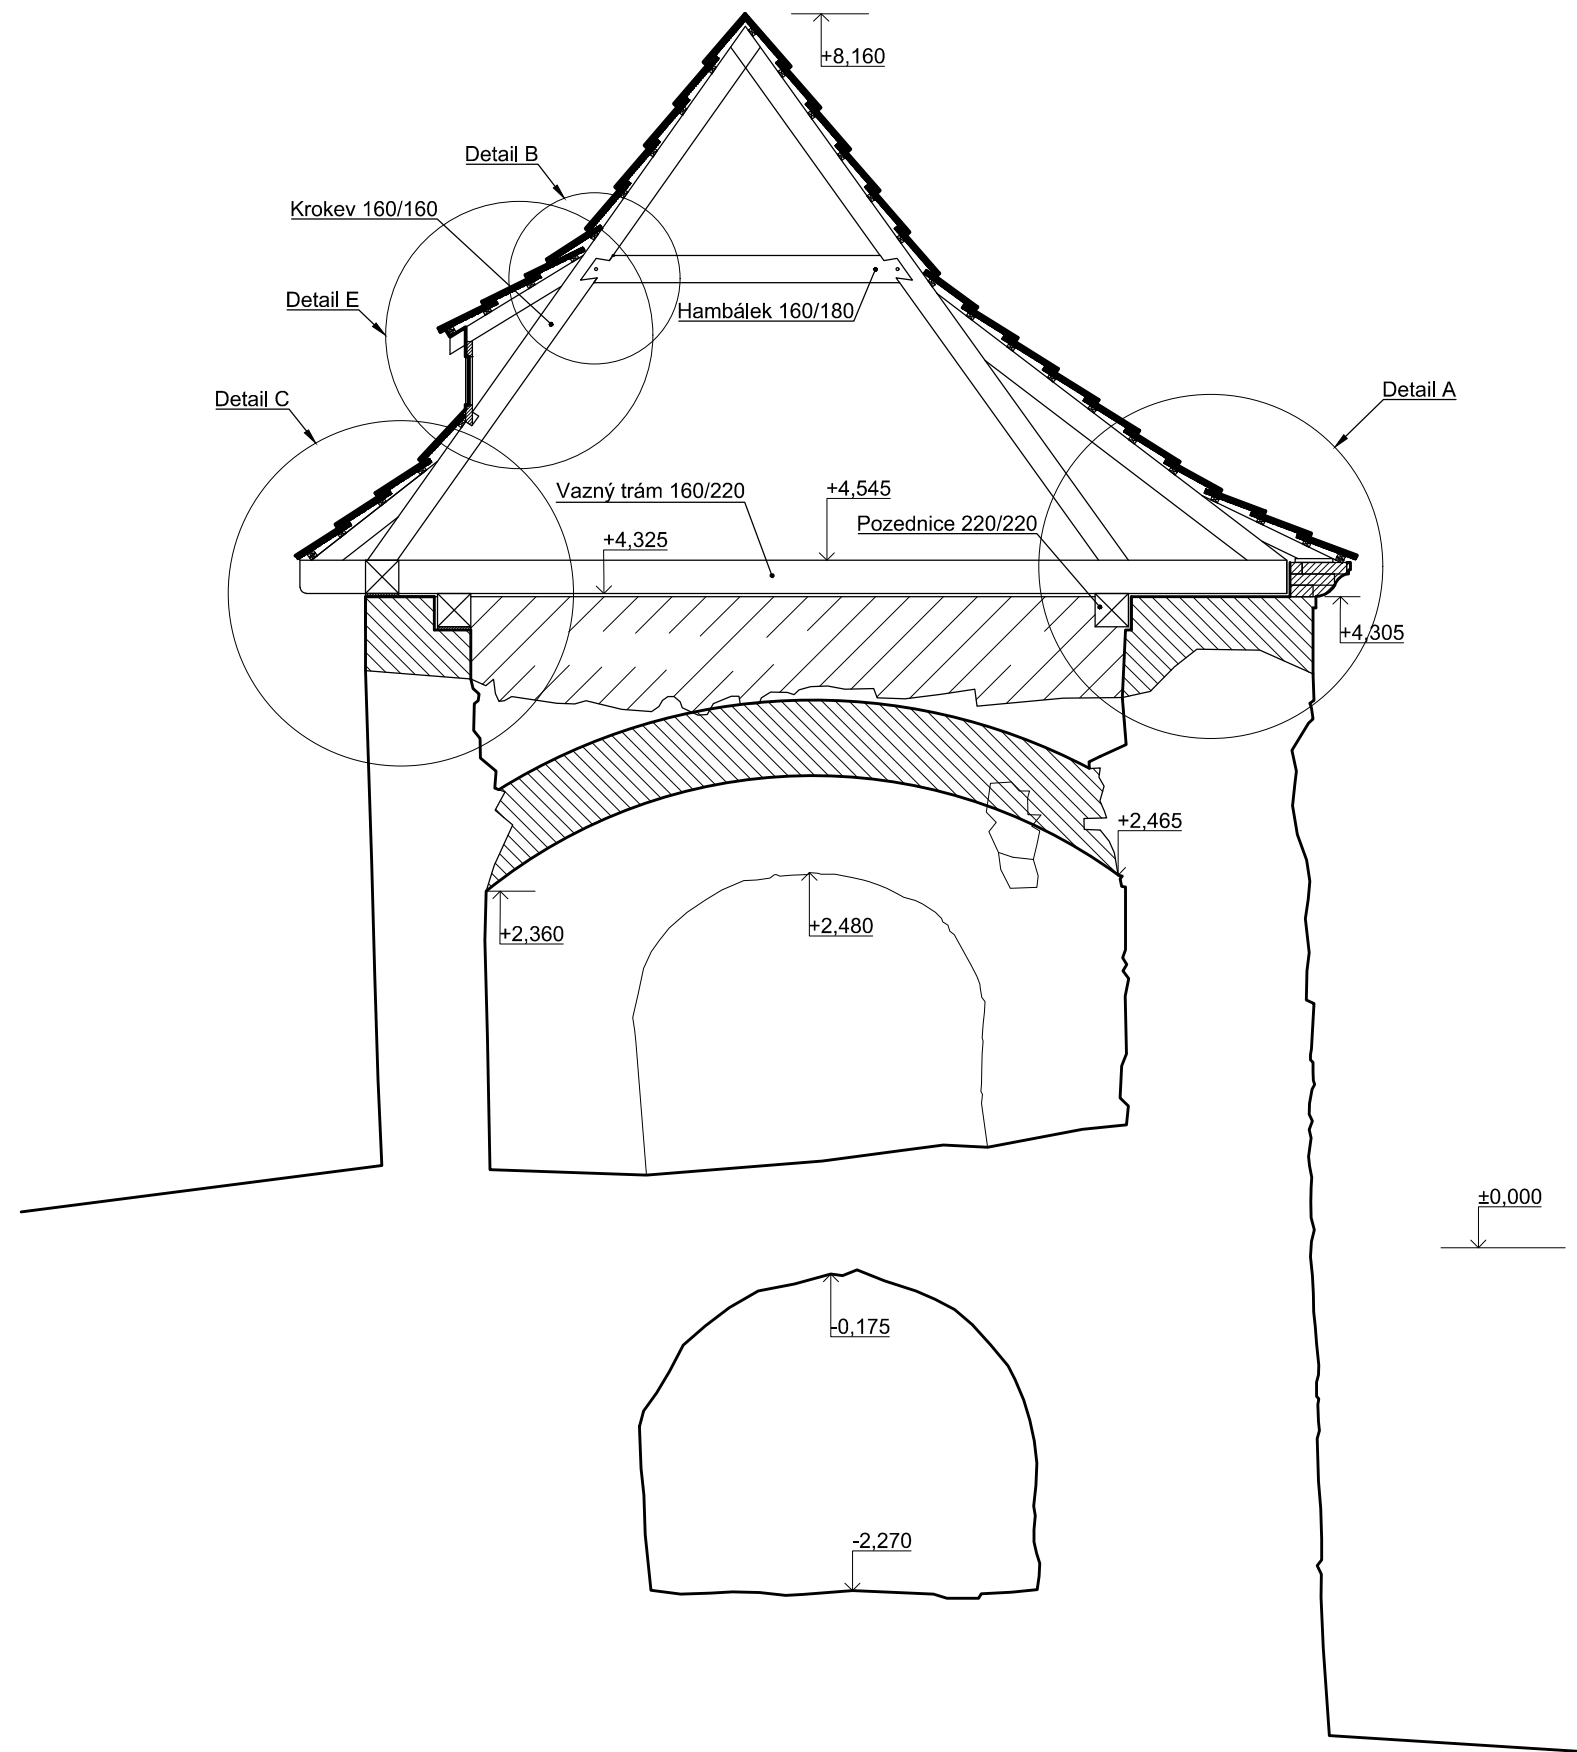 +8,160
Detail B
Krokev 160/160
Detail E
Hambálek 160/180
Detail C
Detail A
Vazný trám 160/220
+4,545
Pozednice 220/220
+4,325
+4,305
+2,465
+2,360
+2,480
±0,000
-0,175
-2,270